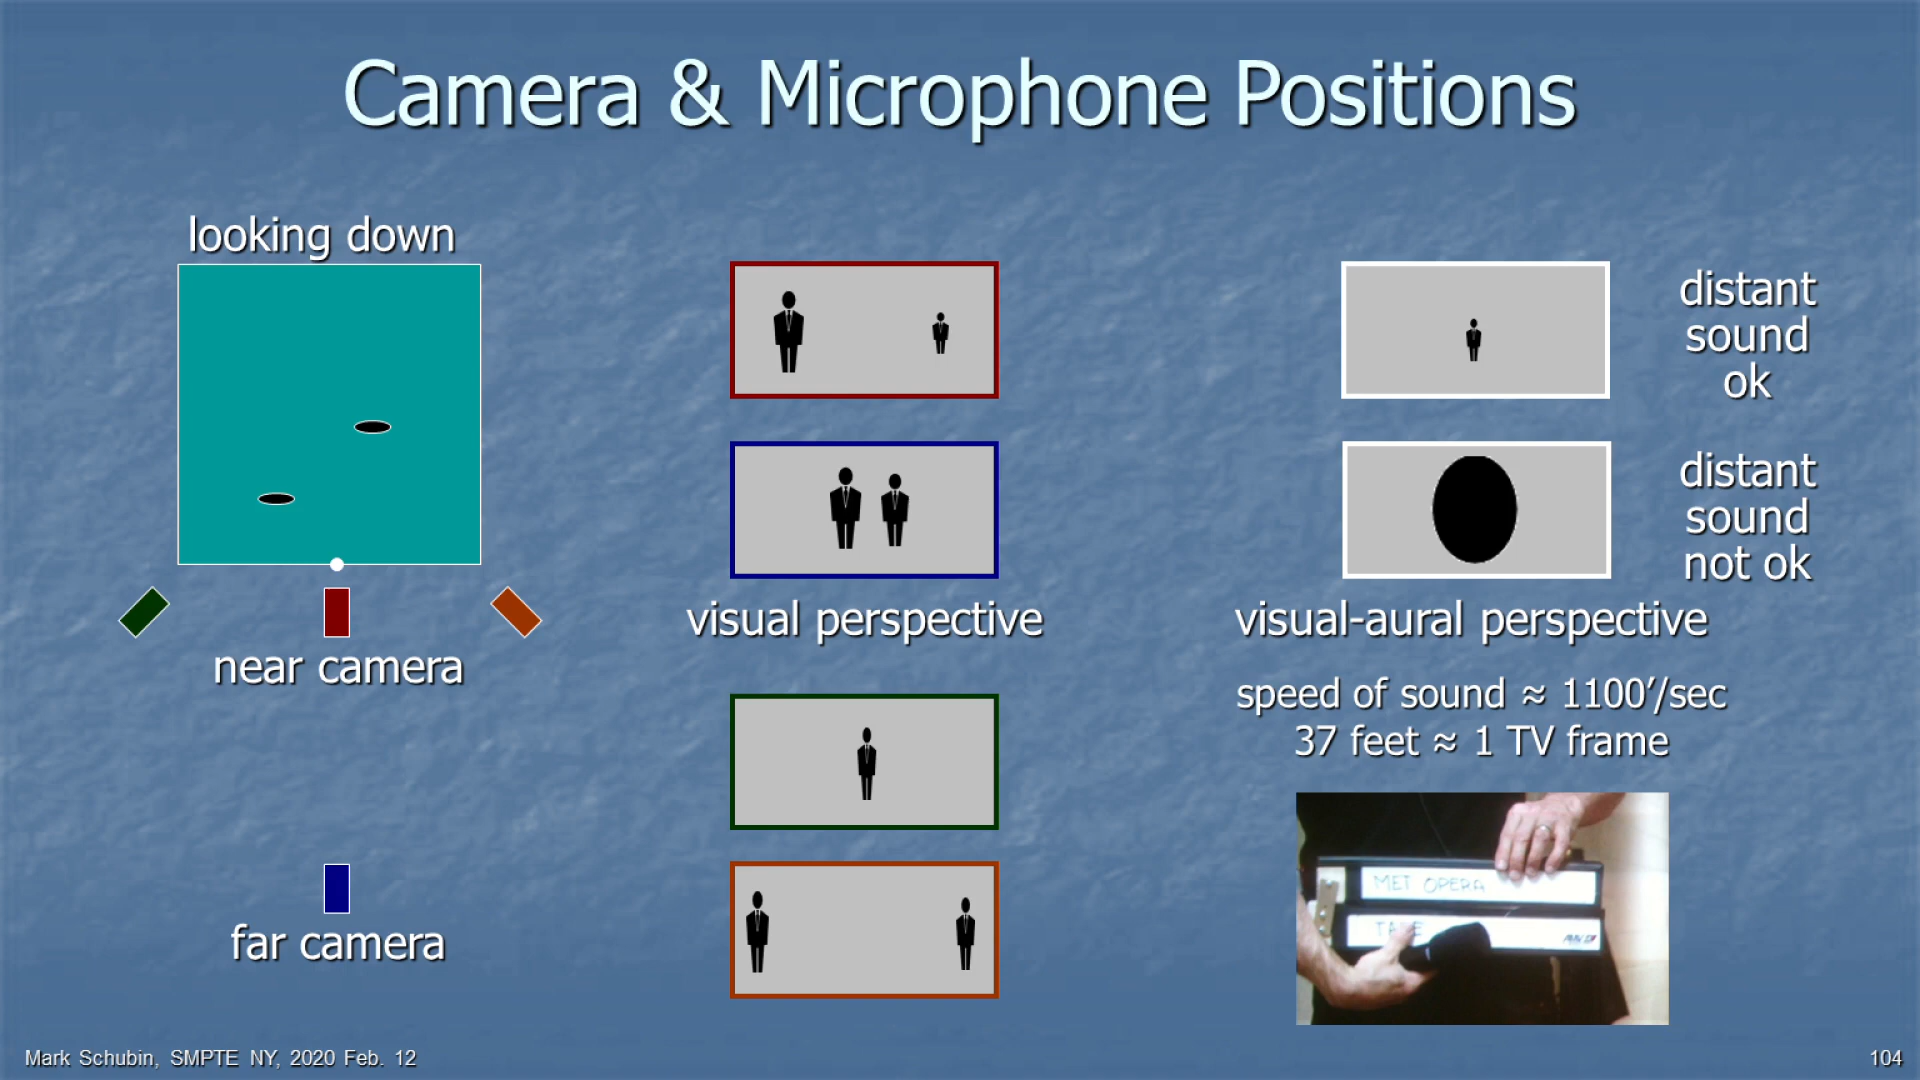 Camera & Microphone Positions
looking down
near camera
far camera
visual perspective
distant
sound
ok
distant
sound
not ok
visual-aural perspective
speed of sound ≈ 1100’/sec
37 feet ≈ 1 TV frame
MET OPERA
Mark Schubin, SMPTE NY, 2020 Feb. 12
104